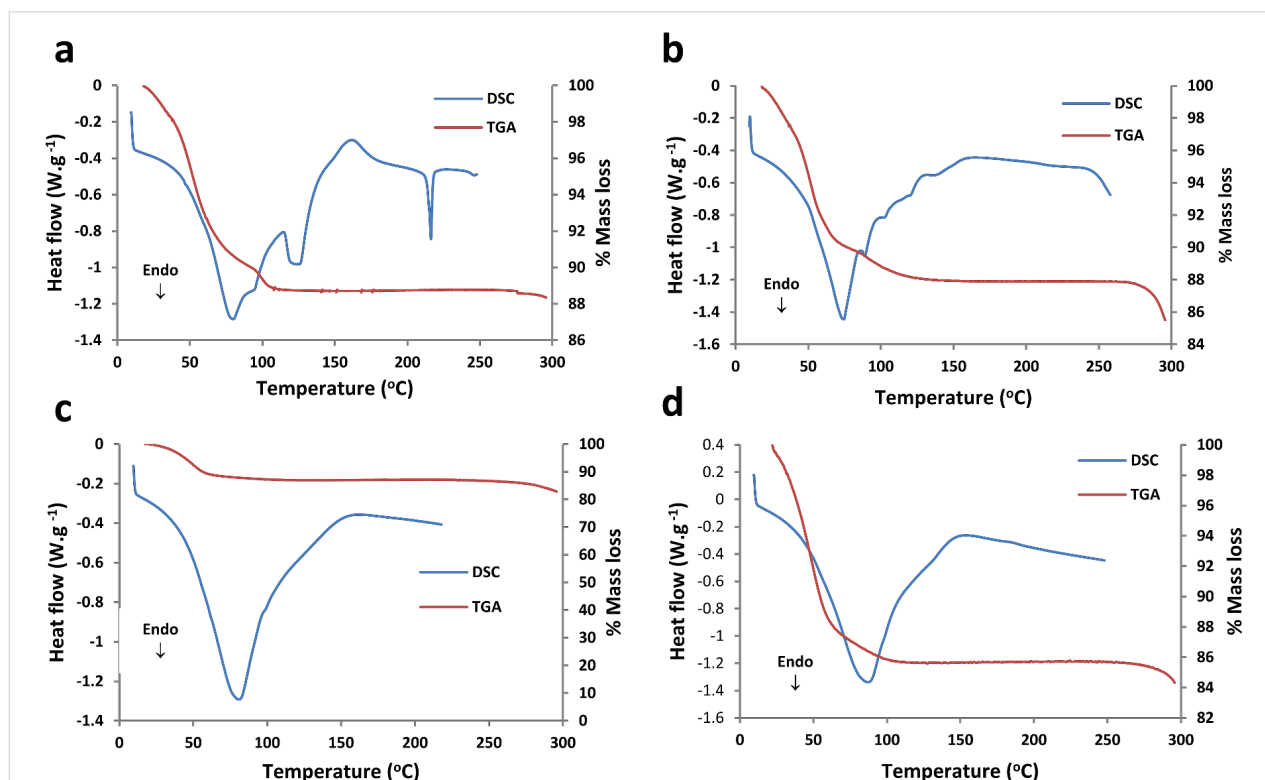 a
Heat flow (W.g⁻¹)
0
-0.2
-0.4
-0.6
-0.8
-1
-1.2
-1.4
DSC
TGA
Endo
↓
100
98
96
94
92
90
88
86
% Mass loss
0 50 100 150 200 250 300
Temperature (°C)
b
Heat flow (W.g⁻¹)
0
-0.2
-0.4
-0.6
-0.8
-1
-1.2
-1.4
-1.6
DSC
TGA
Endo
↓
100
98
96
94
92
90
88
86
84
% Mass loss
0 50 100 150 200 250 300
Temperature (°C)
c
Heat flow (W.g⁻¹)
0
-0.2
-0.4
-0.6
-0.8
-1
-1.2
-1.4
DSC
TGA
Endo
↓
100
90
80
70
60
50
40
30
20
10
0
% Mass loss
0 50 100 150 200 250 300
Temperature (°C)
d
Heat flow (W.g⁻¹)
0.4
0.2
0
-0.2
-0.4
-0.6
-0.8
-1
-1.2
-1.4
-1.6
DSC
TGA
Endo
↓
100
98
96
94
92
90
88
86
84
82
% Mass loss
0 50 100 150 200 250 300
Temperature (°C)